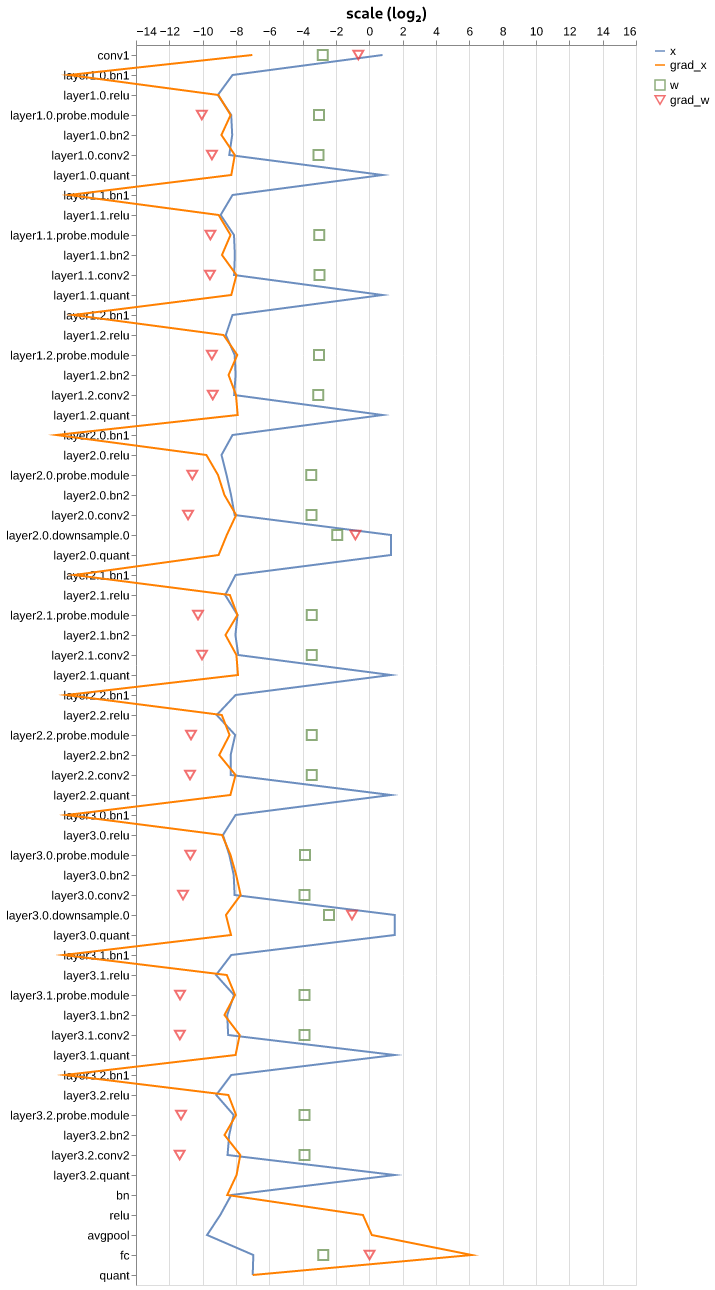 scale (log₂)
−14 −12 −10 −8 −6 −4 −2 0 2 4 6 8 10 12 14 16
x
grad_x
w
grad_w
conv1
layer1.0.bn1
layer1.0.relu
layer1.0.probe.module
layer1.0.bn2
layer1.0.conv2
layer1.0.quant
layer1.1.bn1
layer1.1.relu
layer1.1.probe.module
layer1.1.bn2
layer1.1.conv2
layer1.1.quant
layer1.2.bn1
layer1.2.relu
layer1.2.probe.module
layer1.2.bn2
layer1.2.conv2
layer1.2.quant
layer2.0.bn1
layer2.0.relu
layer2.0.probe.module
layer2.0.bn2
layer2.0.conv2
layer2.0.downsample.0
layer2.0.quant
layer2.1.bn1
layer2.1.relu
layer2.1.probe.module
layer2.1.bn2
layer2.1.conv2
layer2.1.quant
layer2.2.bn1
layer2.2.relu
layer2.2.probe.module
layer2.2.bn2
layer2.2.conv2
layer2.2.quant
layer3.0.bn1
layer3.0.relu
layer3.0.probe.module
layer3.0.bn2
layer3.0.conv2
layer3.0.downsample.0
layer3.0.quant
layer3.1.bn1
layer3.1.relu
layer3.1.probe.module
layer3.1.bn2
layer3.1.conv2
layer3.1.quant
layer3.2.bn1
layer3.2.relu
layer3.2.probe.module
layer3.2.bn2
layer3.2.conv2
layer3.2.quant
bn
relu
avgpool
fc
quant